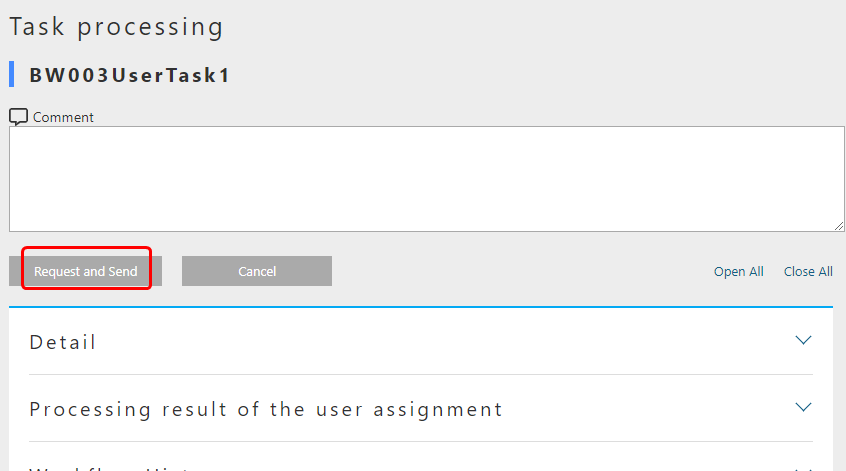 Task processing
BW003UserTask1
Comment
Request and Send Cancel Open All Close All
Detail
Processing result of the user assignment